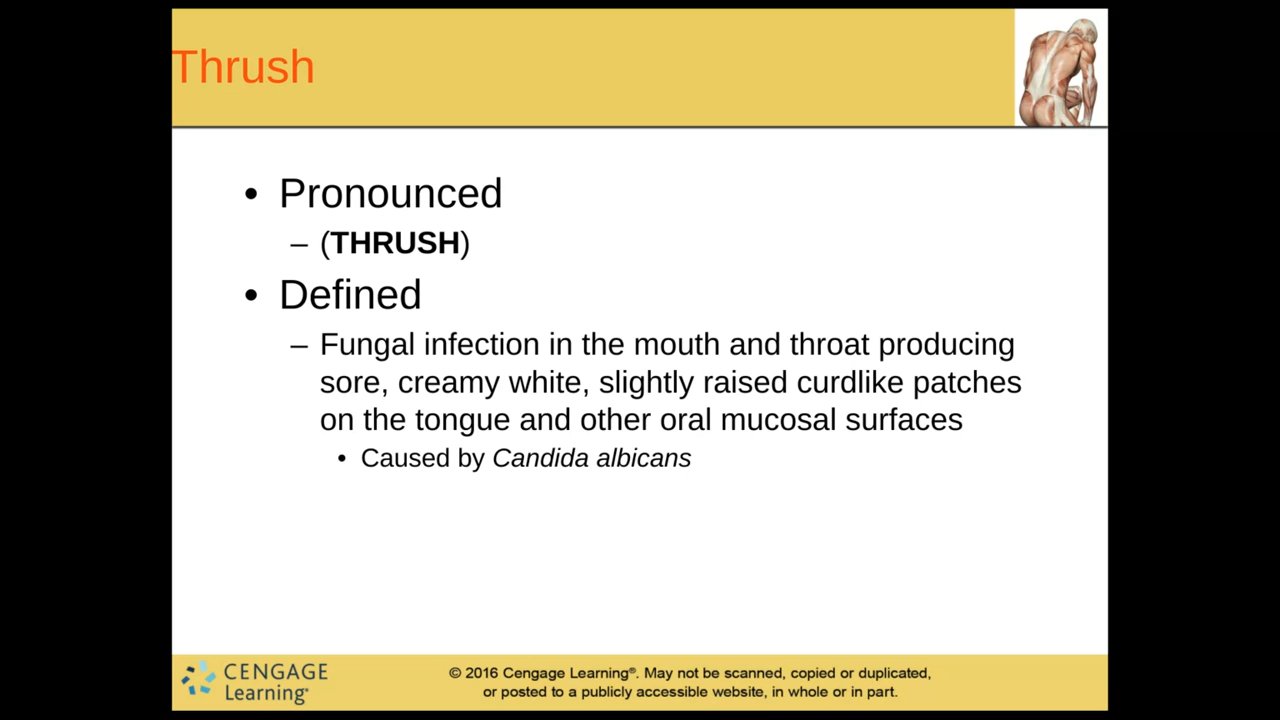 Thrush
• Pronounced
– (THRUSH)
• Defined
– Fungal infection in the mouth and throat producing
sore, creamy white, slightly raised curdlike patches
on the tongue and other oral mucosal surfaces
• Caused by Candida albicans
CENGAGE
Learning®
© 2016 Cengage Learning®. May not be scanned, copied or duplicated,
or posted to a publicly accessible website, in whole or in part.